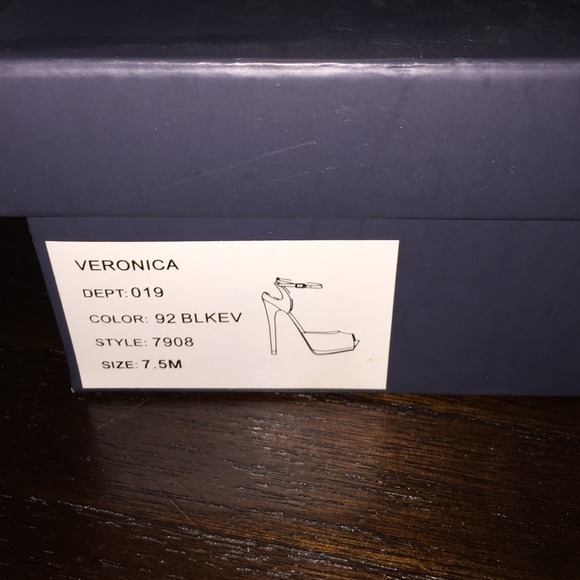 VERONICA
DEPT: 019
COLOR: 92 BLKEV
STYLE: 7908
SIZE: 7.5M